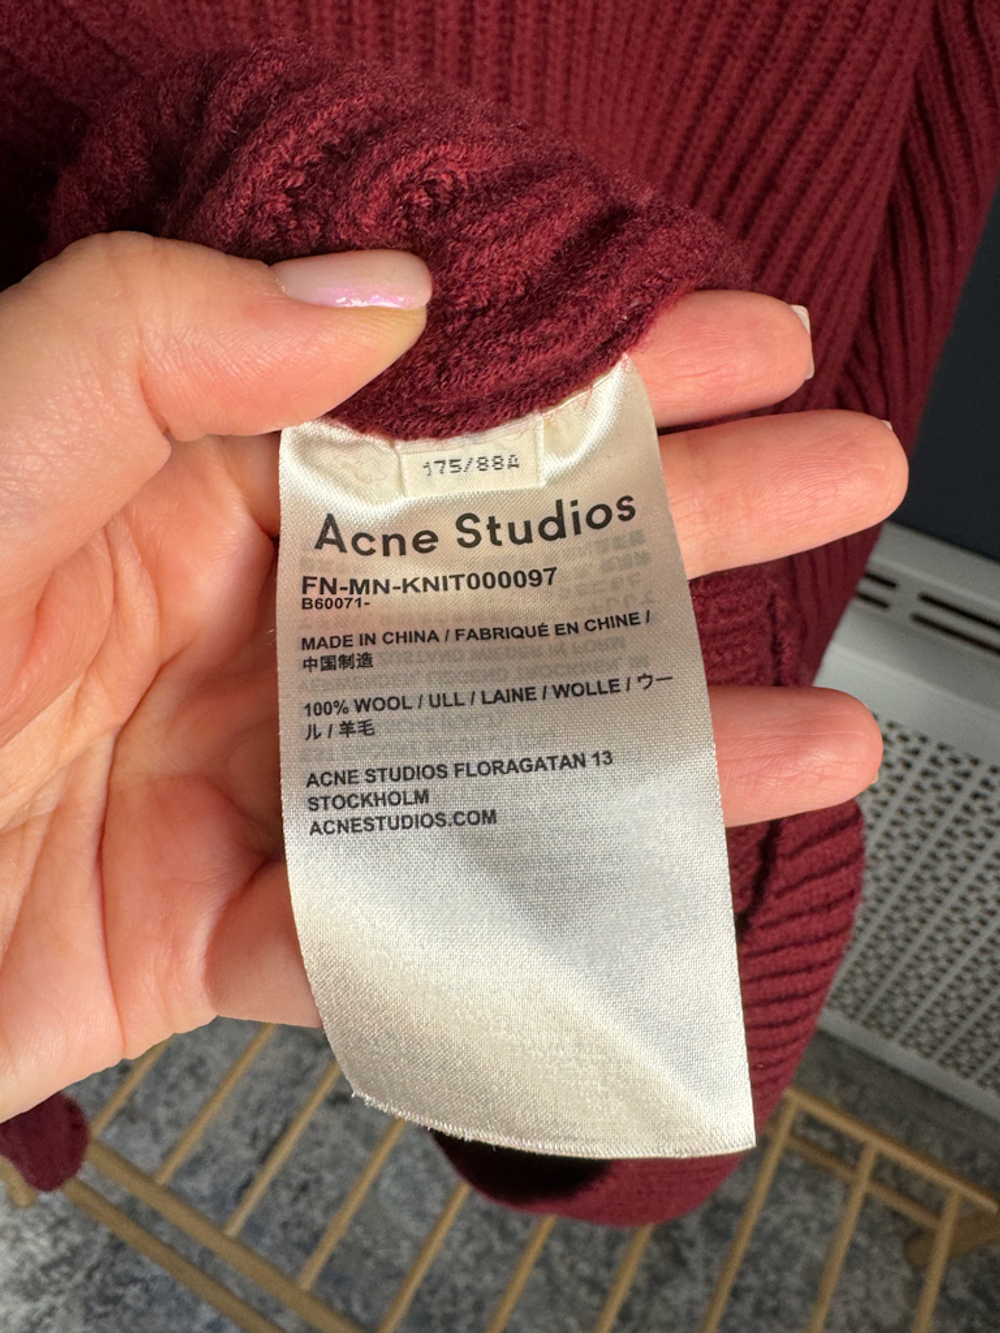 175/88A
Acne Studios
FN-MN-KNIT000097
B60071-
MADE IN CHINA / FABRIQUÉ EN CHINE /
中国制造
100% WOOL / ULL / LAINE / WOLLE / ウー
ル / 羊毛
ACNE STUDIOS FLORAGATAN 13
STOCKHOLM
ACNESTUDIOS.COM